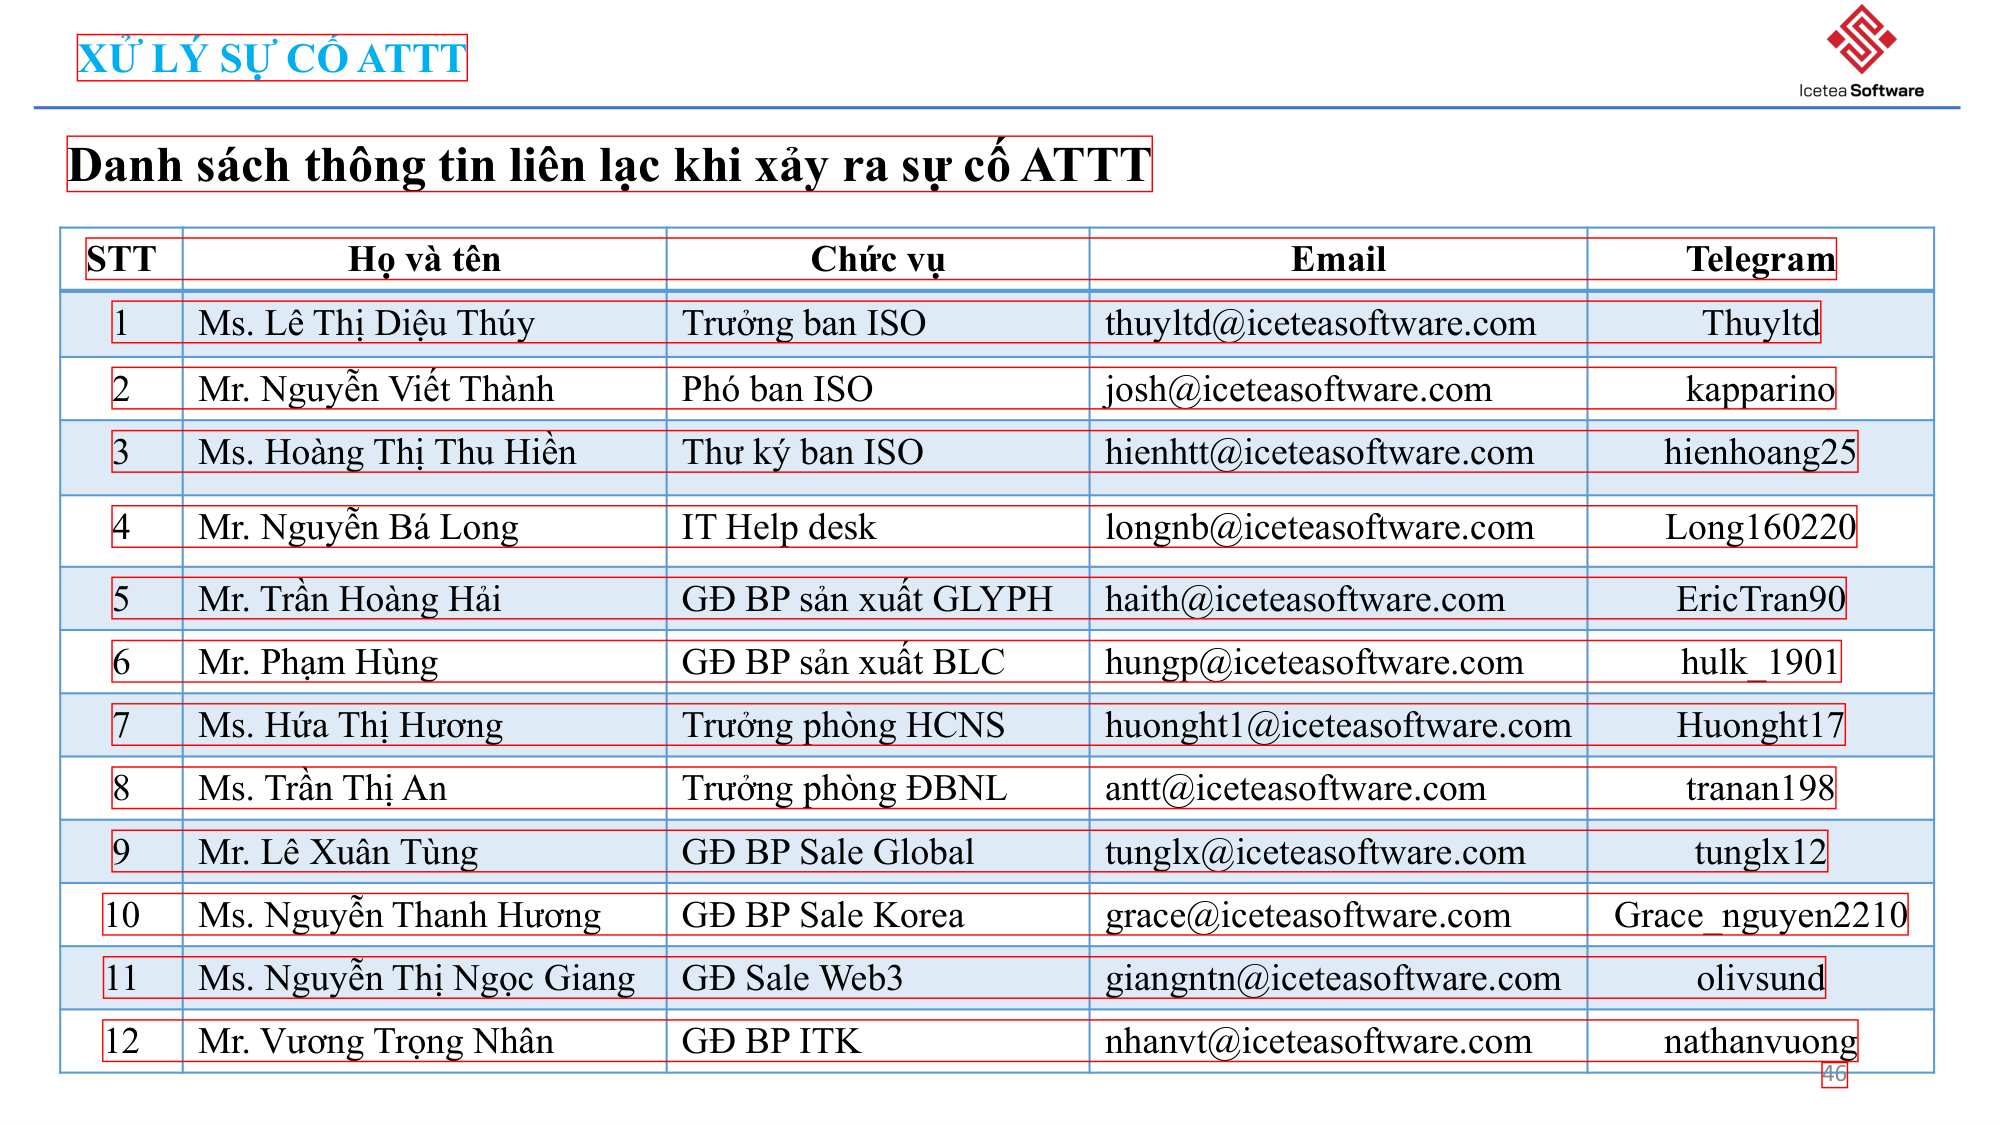 XỬ LÝ SỰ CỐ ATTT
Icetea Software
Danh sách thông tin liên lạc khi xảy ra sự cố ATTT
STT Họ và tên Chức vụ Email Telegram
1 Ms. Lê Thị Diệu Thúy Trưởng ban ISO thuyltd@iceteasoftware.com Thuyltd
2 Mr. Nguyễn Viết Thành Phó ban ISO josh@iceteasoftware.com kapparino
3 Ms. Hoàng Thị Thu Hiền Thư ký ban ISO hienhtt@iceteasoftware.com hienhoang25
4 Mr. Nguyễn Bá Long IT Help desk longnb@iceteasoftware.com Long160220
5 Mr. Trần Hoàng Hải GĐ BP sản xuất GLYPH haith@iceteasoftware.com EricTran90
6 Mr. Phạm Hùng GĐ BP sản xuất BLC hungp@iceteasoftware.com hulk_1901
7 Ms. Hứa Thị Hương Trưởng phòng HCNS huonght1@iceteasoftware.com Huonght17
8 Ms. Trần Thị An Trưởng phòng ĐBNL antt@iceteasoftware.com tranan198
9 Mr. Lê Xuân Tùng GĐ BP Sale Global tunglx@iceteasoftware.com tunglx12
10 Ms. Nguyễn Thanh Hương GĐ BP Sale Korea grace@iceteasoftware.com Grace_nguyen2210
11 Ms. Nguyễn Thị Ngọc Giang GĐ Sale Web3 giangntn@iceteasoftware.com olivsund
12 Mr. Vương Trọng Nhân GĐ BP ITK nhanvt@iceteasoftware.com nathanvuong
46